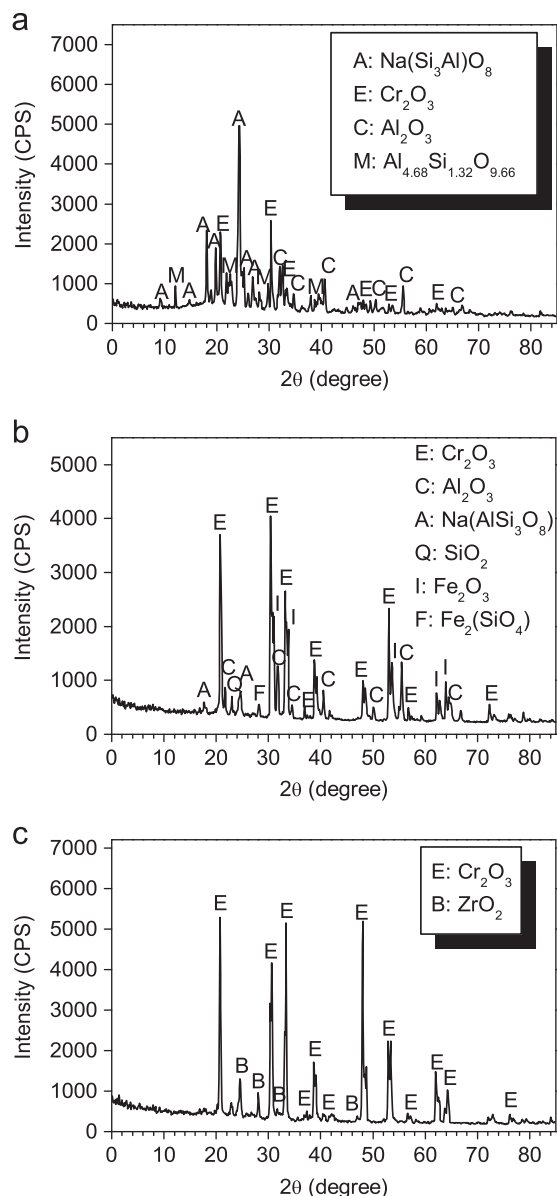 a
7000
6000
5000
4000
3000
2000
1000
0
Intensity (CPS)
A: Na(Si₃Al)O₈
E: Cr₂O₃
C: Al₂O₃
M: Al₄.₆₈Si₁.₃₂O₉.₆₆
A M A A A E M A A A M E C E C M C A E C E C E C
0 10 20 30 40 50 60 70 80
2θ (degree)
b
5000
4000
3000
2000
1000
0
Intensity (CPS)
E: Cr₂O₃
C: Al₂O₃
A: Na(AlSi₃O₈)
Q: SiO₂
I: Fe₂O₃
F: Fe₂(SiO₄)
A E C Q A F E I C E I C E E C E C E I C E I I C E
0 10 20 30 40 50 60 70 80
2θ (degree)
c
7000
6000
5000
4000
3000
2000
1000
0
Intensity (CPS)
E: Cr₂O₃
B: ZrO₂
E B B E B E E E E B E E E E E E
0 10 20 30 40 50 60 70 80
2θ (degree)